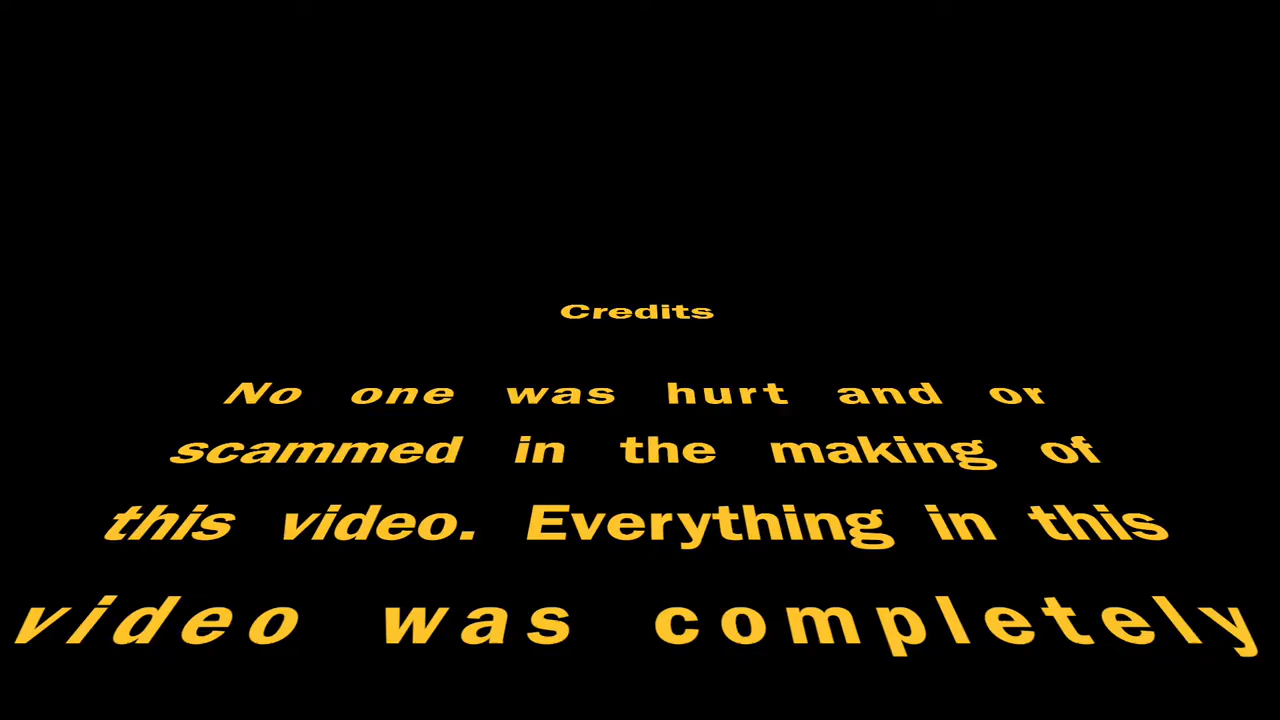 Credits
No one was hurt and or
scammed in the making of
this video. Everything in this
video was completely